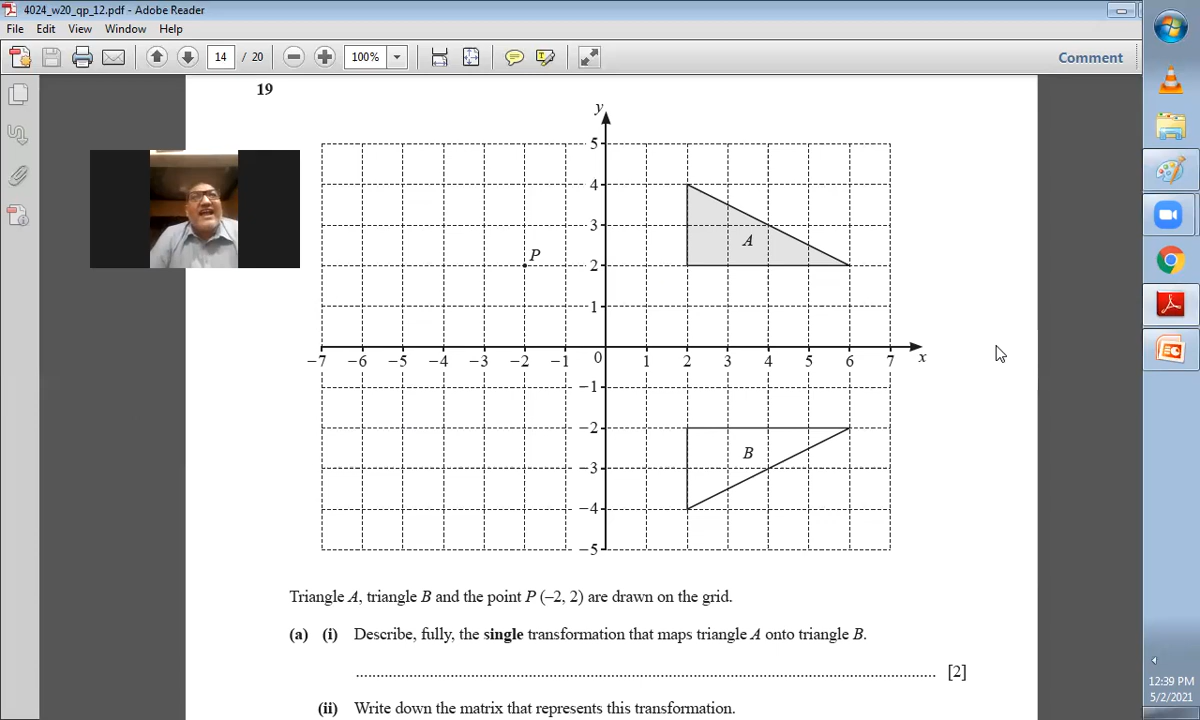 4024_w20_qp_12.pdf - Adobe Reader
File Edit View Window Help
14 / 20 100% Comment
19
y
5
4
3
2
1
A
P
−7 −6 −5 −4 −3 −2 −1 0 1 2 3 4 5 6 7 x
−1
−2
−3
−4
−5
B
Triangle A, triangle B and the point P (–2, 2) are drawn on the grid.
(a) (i) Describe, fully, the single transformation that maps triangle A onto triangle B.
[2]
(ii) Write down the matrix that represents this transformation.
12:39 PM
5/2/2021